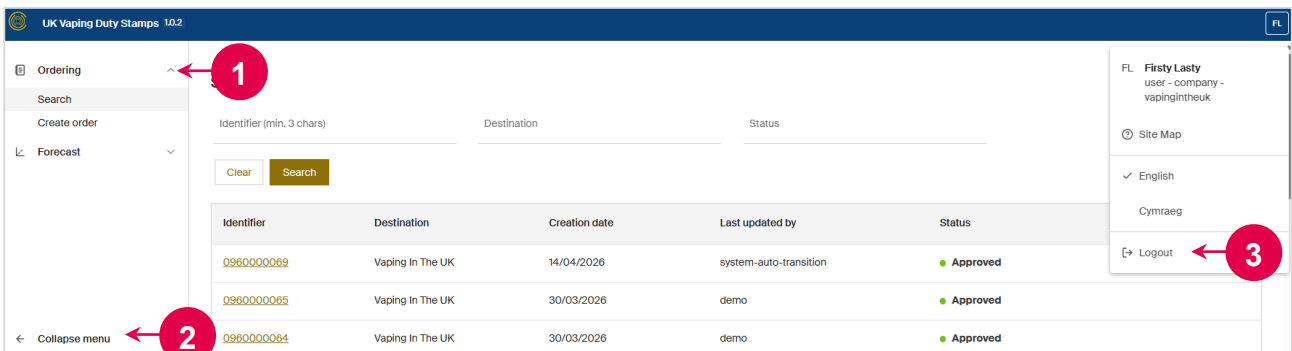 UK Vaping Duty Stamps 1.0.2
FL
Ordering
1
Search
Create order
Forecast
Identifier (min. 3 chars)
Destination
Status
Clear
Search
Identifier
Destination
Creation date
Last updated by
Status
0960000069
Vaping In The UK
14/04/2026
system-auto-transition
Approved
0960000065
Vaping In The UK
30/03/2026
demo
Approved
0960000064
Vaping In The UK
30/03/2026
demo
Approved
Collapse menu
2
FL
Firsty Lasty
user - company -
vapingintheuk
Site Map
English
Cymraeg
Logout
3